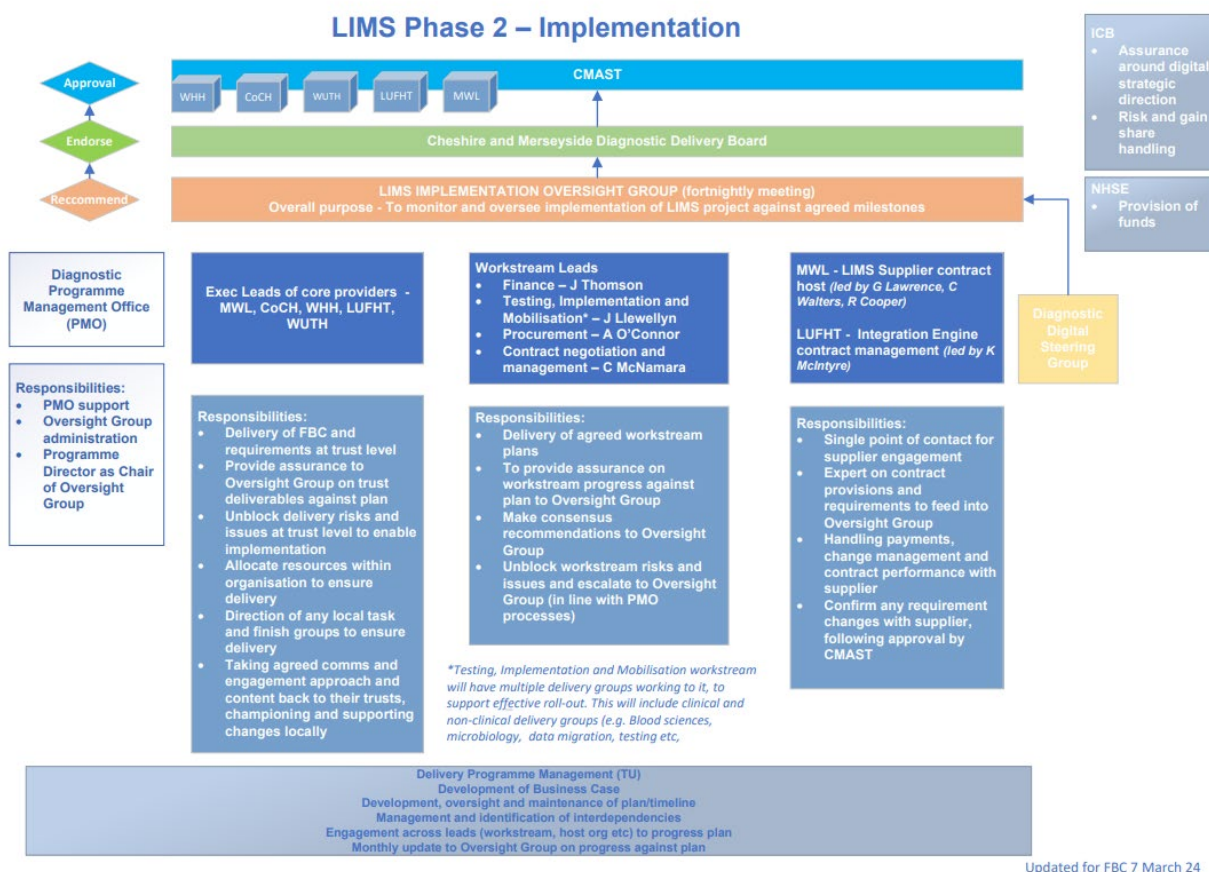 LIMS Phase 2 – Implementation
ICB
• Assurance
around digital
strategic
direction
• Risk and gain
share
handling
NHSE
• Provision of
funds
Approval
Endorse
Reccommend
CMAST
WHH
CoCH
WUTH
LUFHT
MWL
Cheshire and Merseyside Diagnostic Delivery Board
LIMS IMPLEMENTATION OVERSIGHT GROUP (fortnightly meeting)
Overall purpose - To monitor and oversee implementation of LIMS project against agreed milestones
Diagnostic
Programme
Management Office
(PMO)
Responsibilities:
• PMO support
• Oversight Group
administration
• Programme
Director as Chair
of Oversight
Group
Exec Leads of core providers -
MWL, CoCH, WHH, LUFHT,
WUTH
Responsibilities:
• Delivery of FBC and
requirements at trust level
• Provide assurance to
Oversight Group on trust
deliverables against plan
• Unblock delivery risks and
issues at trust level to enable
implementation
• Allocate resources within
organisation to ensure
delivery
• Direction of any local task
and finish groups to ensure
delivery
• Taking agreed comms and
engagement approach and
content back to their trusts,
championing and supporting
changes locally
Workstream Leads
• Finance – J Thomson
• Testing, Implementation and
Mobilisation* – J Llewellyn
• Procurement – A O’Connor
• Contract negotiation and
management – C McNamara
Responsibilities:
• Delivery of agreed workstream
plans
• To provide assurance on
workstream progress against
plan to Oversight Group
• Make consensus
recommendations to Oversight
Group
• Unblock workstream risks and
issues and escalate to Oversight
Group (in line with PMO
processes)
*Testing, Implementation and Mobilisation workstream
will have multiple delivery groups working to it, to
support effective roll-out. This will include clinical and
non-clinical delivery groups (e.g. Blood sciences,
microbiology, data migration, testing etc,
MWL - LIMS Supplier contract
host (led by G Lawrence, C
Walters, R Cooper)
LUFHT - Integration Engine
contract management (led by K
McIntyre)
Responsibilities:
• Single point of contact for
supplier engagement
• Expert on contract
provisions and
requirements to feed into
Oversight Group
• Handling payments,
change management and
contract performance with
supplier
• Confirm any requirement
changes with supplier,
following approval by
CMAST
Diagnostic
Digital
Steering
Group
Delivery Programme Management (TU)
Development of Business Case
Development, oversight and maintenance of plan/timeline
Management and identification of interdependencies
Engagement across leads (workstream, host org etc) to progress plan
Monthly update to Oversight Group on progress against plan
Updated for FBC 7 March 24